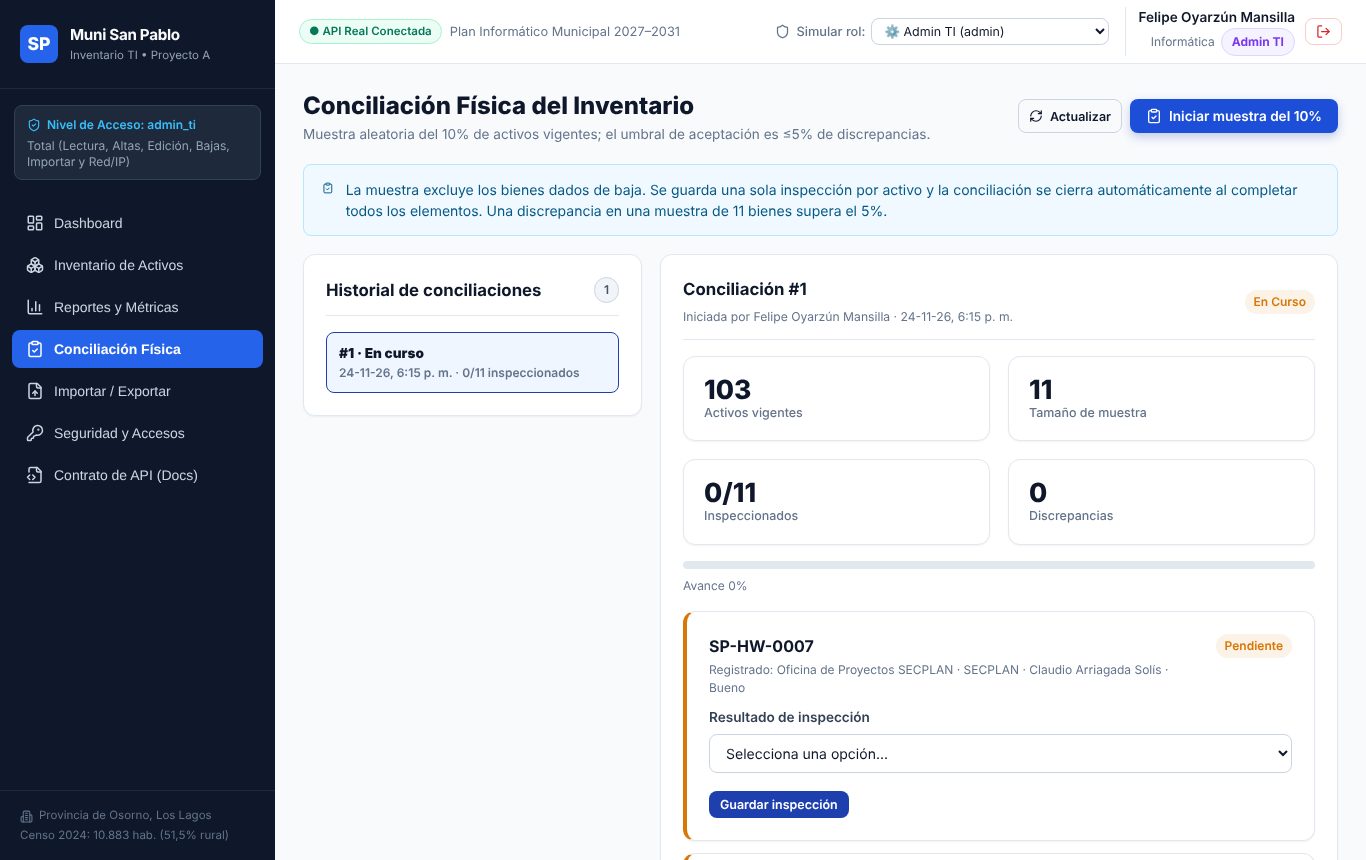 SP
Muni San Pablo
Inventario TI • Proyecto A
Nivel de Acceso: admin_ti
Total (Lectura, Altas, Edición, Bajas,
Importar y Red/IP)
Dashboard
Inventario de Activos
Reportes y Métricas
Conciliación Física
Importar / Exportar
Seguridad y Accesos
Contrato de API (Docs)
Provincia de Osorno, Los Lagos
Censo 2024: 10.883 hab. (51,5% rural)
API Real Conectada
Plan Informático Municipal 2027–2031
Simular rol:
Admin TI (admin)
Felipe Oyarzún Mansilla
Informática
Admin TI
Conciliación Física del Inventario
Muestra aleatoria del 10% de activos vigentes; el umbral de aceptación es ≤5% de discrepancias.
Actualizar
Iniciar muestra del 10%
La muestra excluye los bienes dados de baja. Se guarda una sola inspección por activo y la conciliación se cierra automáticamente al completar
todos los elementos. Una discrepancia en una muestra de 11 bienes supera el 5%.
Historial de conciliaciones
1
#1 · En curso
24-11-26, 6:15 p. m. · 0/11 inspeccionados
Conciliación #1
Iniciada por Felipe Oyarzún Mansilla · 24-11-26, 6:15 p. m.
En Curso
103
Activos vigentes
11
Tamaño de muestra
0/11
Inspeccionados
0
Discrepancias
Avance 0%
SP-HW-0007
Pendiente
Registrado: Oficina de Proyectos SECPLAN · SECPLAN · Claudio Arriagada Solís ·
Bueno
Resultado de inspección
Selecciona una opción...
Guardar inspección